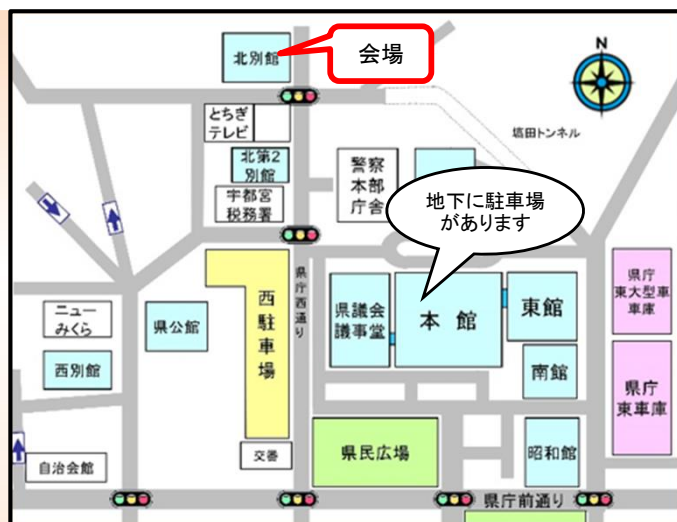 北別館
会場
N
とちぎ
テレビ
塙田トンネル
北第2
別館
警察
本部
庁舎
宇都宮
税務署
地下に駐車場
があります
県庁西通り
西駐車場
県議会
議事堂
本館
東館
県庁
東大型車
車庫
ニュー
みくら
県公館
西別館
南館
県庁
東車庫
交番
県民広場
昭和館
自治会館
県庁前通り